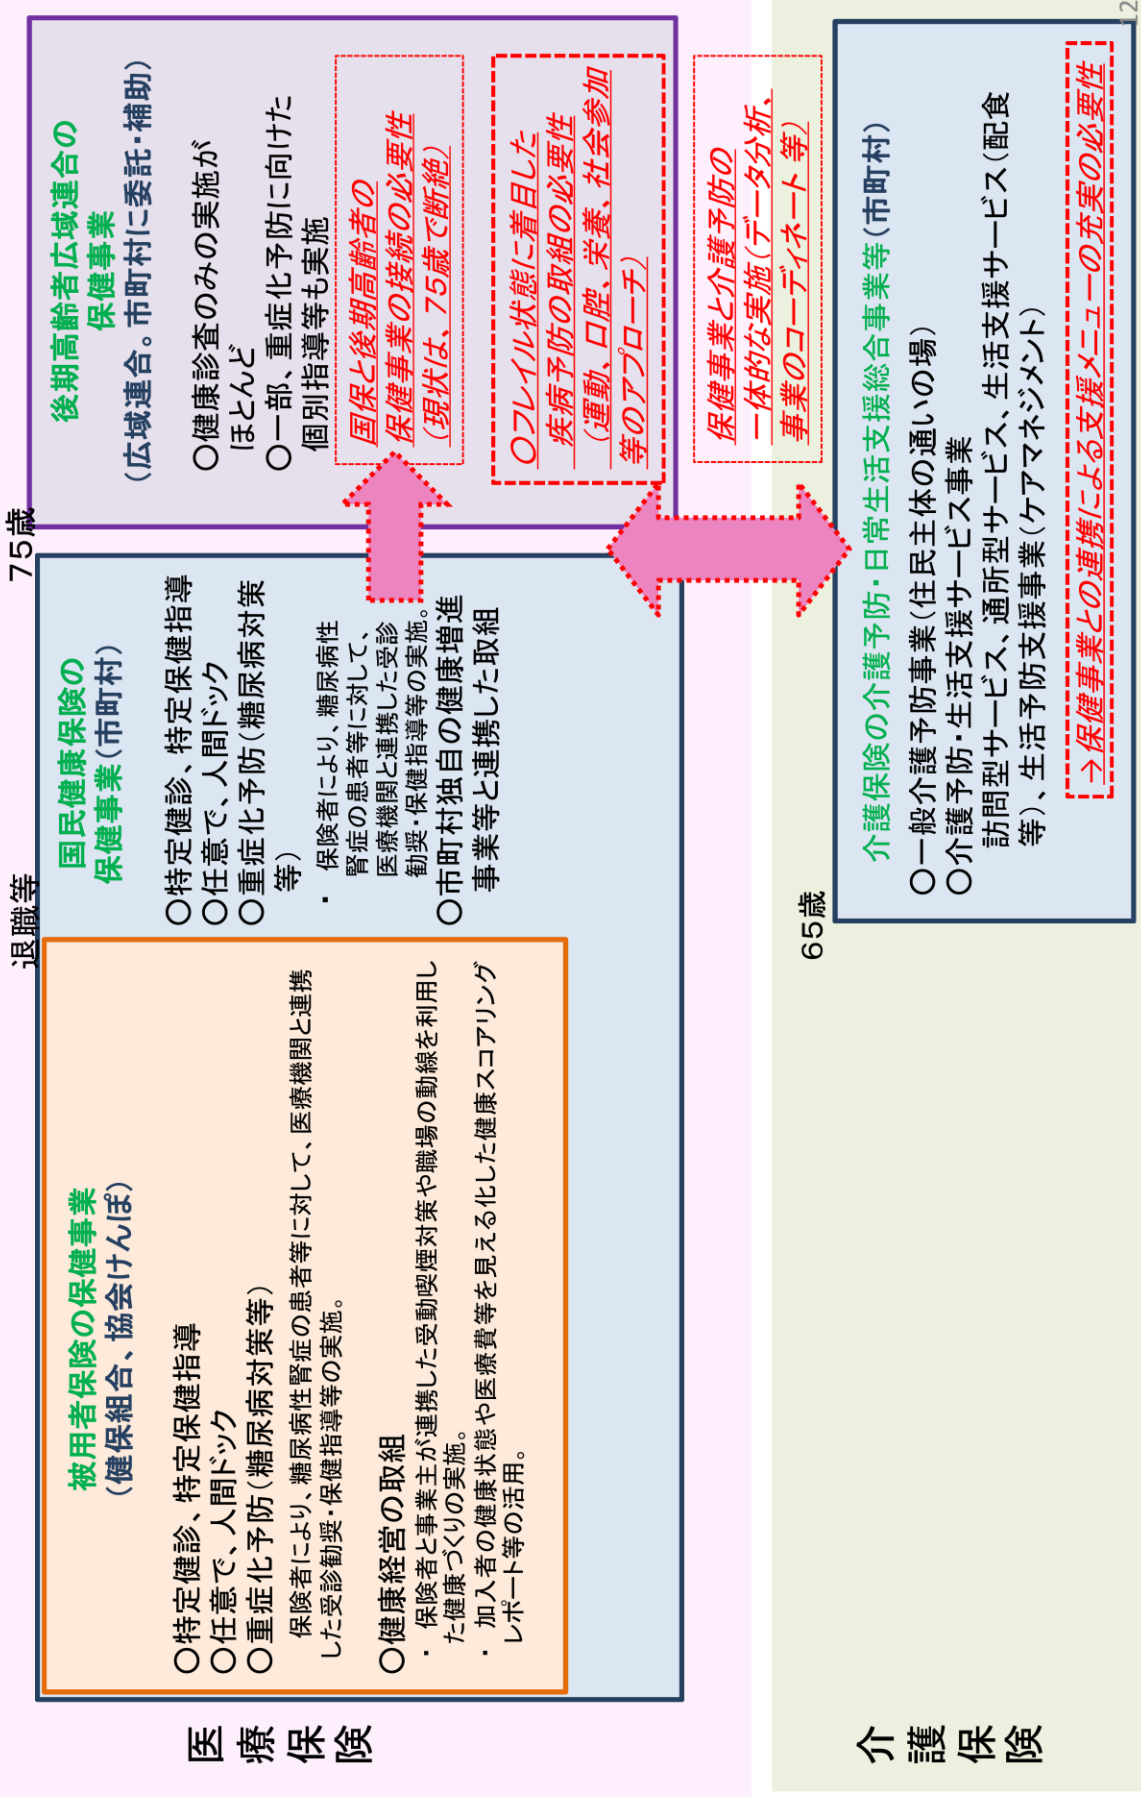 医療保険
退職等
75歳
被用者保険の保健事業
(健保組合、協会けんぽ)
○特定健診、特定保健指導
○任意で、人間ドック
○重症化予防(糖尿病対策等)
保険者により、糖尿病性腎症の患者等に対して、医療機関と連携
した受診勧奨・保健指導等の実施。
○健康経営の取組
・ 保険者と事業主が連携した受動喫煙対策や職場の動線を利用し
た健康づくりの実施。
・ 加入者の健康状態や医療費等を見える化した健康スコアリング
レポート等の活用。
国民健康保険の
保健事業(市町村)
○特定健診、特定保健指導
○任意で、人間ドック
○重症化予防(糖尿病対策
等)
・ 保険者により、糖尿病性
腎症の患者等に対して、
医療機関と連携した受診
勧奨・保健指導等の実施。
○市町村独自の健康増進
事業等と連携した取組
後期高齢者広域連合の
保健事業
(広域連合。市町村に委託・補助)
○健康診査のみの実施が
ほとんど
○一部、重症化予防に向けた
個別指導等も実施
国保と後期高齢者の
保健事業の接続の必要性
(現状は、75歳で断絶)
○フレイル状態に着目した
疾病予防の取組の必要性
(運動、口腔、栄養、社会参加
等のアプローチ)
保健事業と介護予防の
一体的な実施(データ分析、
事業のコーディネート等)
介護保険
65歳
介護保険の介護予防・日常生活支援総合事業等(市町村)
○一般介護予防事業(住民主体の通いの場)
○介護予防・生活支援サービス事業
訪問型サービス、通所型サービス、生活支援サービス(配食
等)、生活予防支援事業(ケアマネジメント)
→保健事業との連携による支援メニューの充実の必要性
12